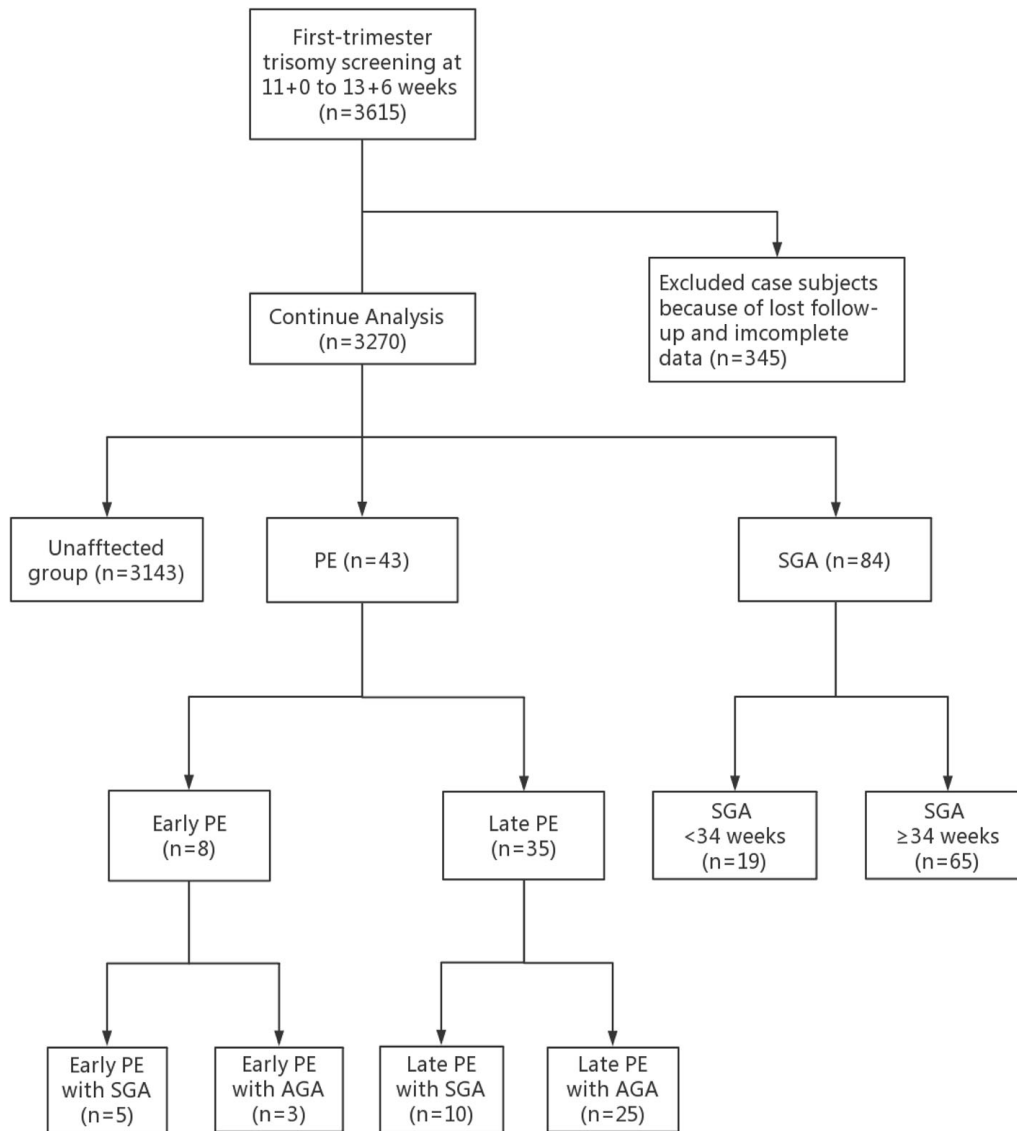 First-trimester
trisomy screening at
11+0 to 13+6 weeks
(n=3615)
Excluded case subjects
because of lost follow-
up and imcomplete
data (n=345)
Continue Analysis
(n=3270)
Unafftected
group (n=3143)
PE (n=43)
SGA (n=84)
Early PE
(n=8)
Late PE
(n=35)
SGA
<34 weeks
(n=19)
SGA
≥34 weeks
(n=65)
Early PE
with SGA
(n=5)
Early PE
with AGA
(n=3)
Late PE
with SGA
(n=10)
Late PE
with AGA
(n=25)